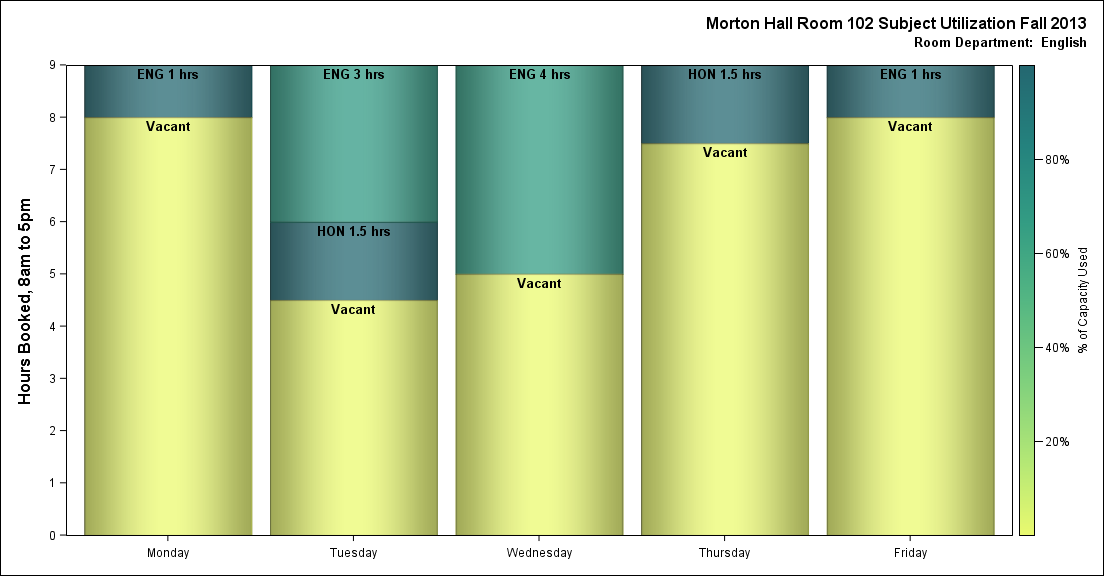 Morton Hall Room 102 Subject Utilization Fall 2013
Room Department: English
Hours Booked, 8am to 5pm
9
8
7
6
5
4
3
2
1
0
ENG 1 hrs
Vacant
ENG 3 hrs
HON 1.5 hrs
Vacant
ENG 4 hrs
Vacant
HON 1.5 hrs
Vacant
ENG 1 hrs
Vacant
Monday
Tuesday
Wednesday
Thursday
Friday
80%
60%
40%
20%
% of Capacity Used